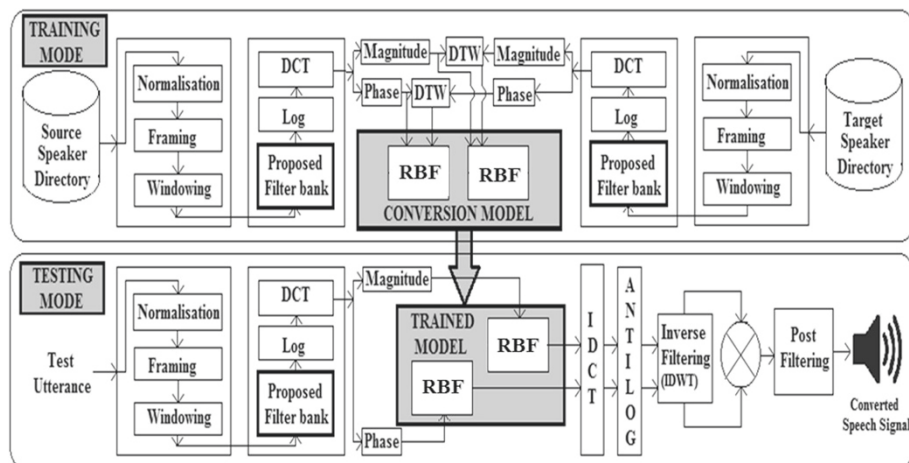 TRAINING
MODE
Source
Speaker
Directory
Normalisation
Framing
Windowing
DCT
Log
Proposed
Filter bank
Magnitude
DTW
Magnitude
Phase
DTW
Phase
RBF
RBF
CONVERSION MODEL
DCT
Log
Proposed
Filter bank
Normalisation
Framing
Windowing
Target
Speaker
Directory
TESTING
MODE
Test
Utterance
Normalisation
Framing
Windowing
DCT
Log
Proposed
Filter bank
Magnitude
Phase
TRAINED
MODEL
RBF
RBF
IDCT
ANTILOG
Inverse
Filtering
(IDWT)
Post
Filtering
Converted
Speech Signal